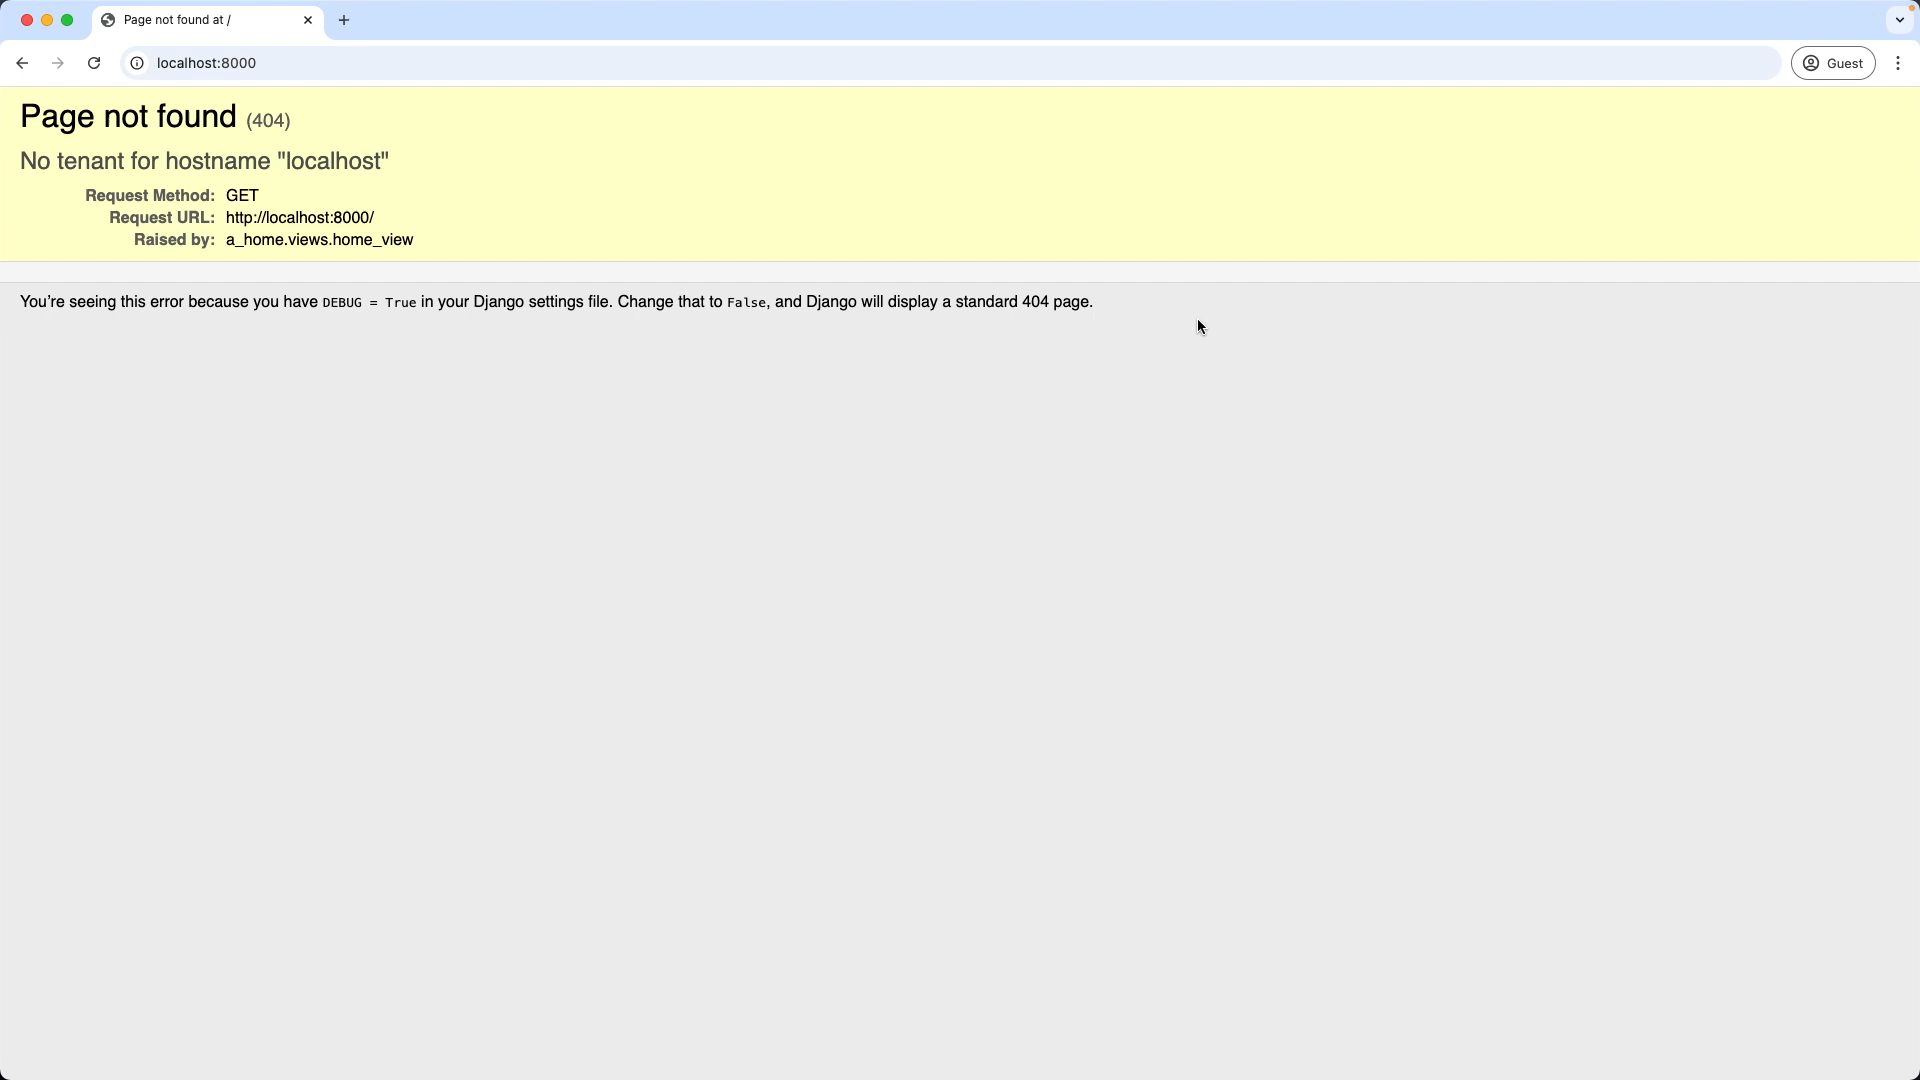 Page not found at /
localhost:8000
Guest
Page not found (404)
No tenant for hostname "localhost"
Request Method: GET
Request URL: http://localhost:8000/
Raised by: a_home.views.home_view
You’re seeing this error because you have DEBUG = True in your Django settings file. Change that to False, and Django will display a standard 404 page.